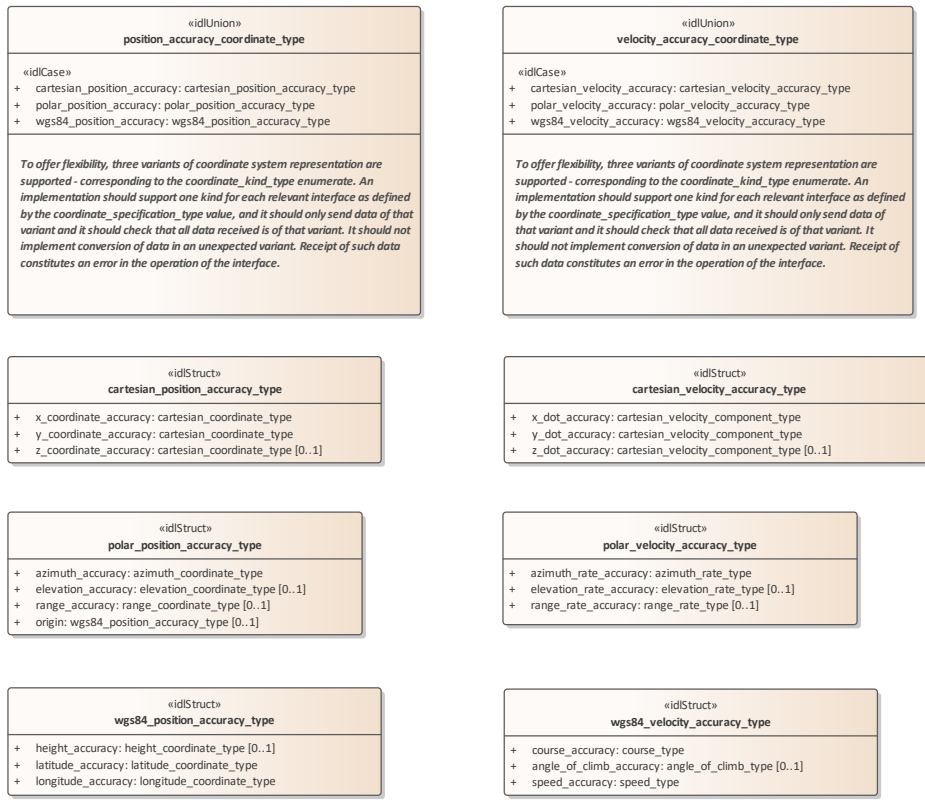 «idlUnion»
position_accuracy_coordinate_type
«idlCase»
+ cartesian_position_accuracy: cartesian_position_accuracy_type
+ polar_position_accuracy: polar_position_accuracy_type
+ wgs84_position_accuracy: wgs84_position_accuracy_type
To offer flexibility, three variants of coordinate system representation are
supported - corresponding to the coordinate_kind_type enumerate. An
implementation should support one kind for each relevant interface as defined
by the coordinate_specification_type value, and it should only send data of that
variant and it should check that all data received is of that variant. It should not
implement conversion of data in an unexpected variant. Receipt of such data
constitutes an error in the operation of the interface.
«idlUnion»
velocity_accuracy_coordinate_type
«idlCase»
+ cartesian_velocity_accuracy: cartesian_velocity_accuracy_type
+ polar_velocity_accuracy: polar_velocity_accuracy_type
+ wgs84_velocity_accuracy: wgs84_velocity_accuracy_type
To offer flexibility, three variants of coordinate system representation are
supported - corresponding to the coordinate_kind_type enumerate. An
implementation should support one kind for each relevant interface as defined
by the coordinate_specification_type value, and it should only send data of
that variant and it should check that all data received is of that variant. It
should not implement conversion of data in an unexpected variant. Receipt of
such data constitutes an error in the operation of the interface.
«idlStruct»
cartesian_position_accuracy_type
+ x_coordinate_accuracy: cartesian_coordinate_type
+ y_coordinate_accuracy: cartesian_coordinate_type
+ z_coordinate_accuracy: cartesian_coordinate_type [0..1]
«idlStruct»
cartesian_velocity_accuracy_type
+ x_dot_accuracy: cartesian_velocity_component_type
+ y_dot_accuracy: cartesian_velocity_component_type
+ z_dot_accuracy: cartesian_velocity_component_type [0..1]
«idlStruct»
polar_position_accuracy_type
+ azimuth_accuracy: azimuth_coordinate_type
+ elevation_accuracy: elevation_coordinate_type [0..1]
+ range_accuracy: range_coordinate_type [0..1]
+ origin: wgs84_position_accuracy_type [0..1]
«idlStruct»
polar_velocity_accuracy_type
+ azimuth_rate_accuracy: azimuth_rate_type
+ elevation_rate_accuracy: elevation_rate_type [0..1]
+ range_rate_accuracy: range_rate_type [0..1]
«idlStruct»
wgs84_position_accuracy_type
+ height_accuracy: height_coordinate_type [0..1]
+ latitude_accuracy: latitude_coordinate_type
+ longitude_accuracy: longitude_coordinate_type
«idlStruct»
wgs84_velocity_accuracy_type
+ course_accuracy: course_type
+ angle_of_climb_accuracy: angle_of_climb_type [0..1]
+ speed_accuracy: speed_type